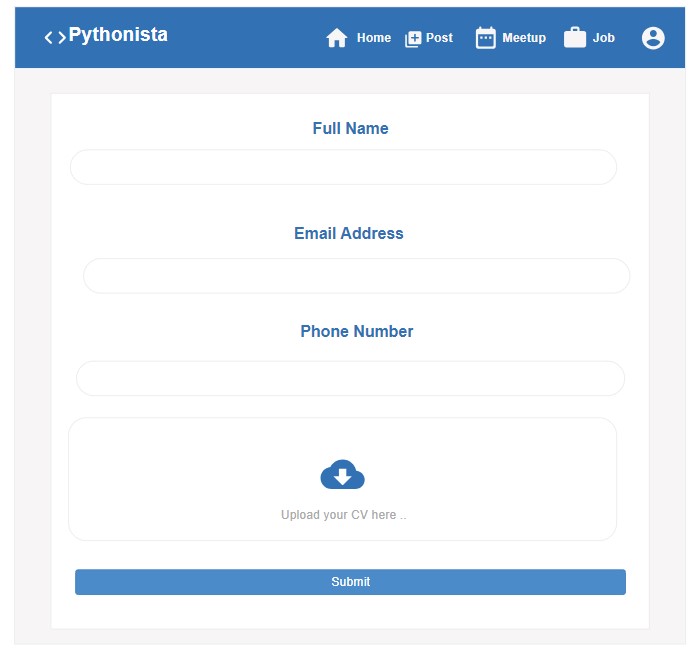 <>Pythonista Home Post Meetup Job
Full Name
Email Address
Phone Number
Upload your CV here ..
Submit